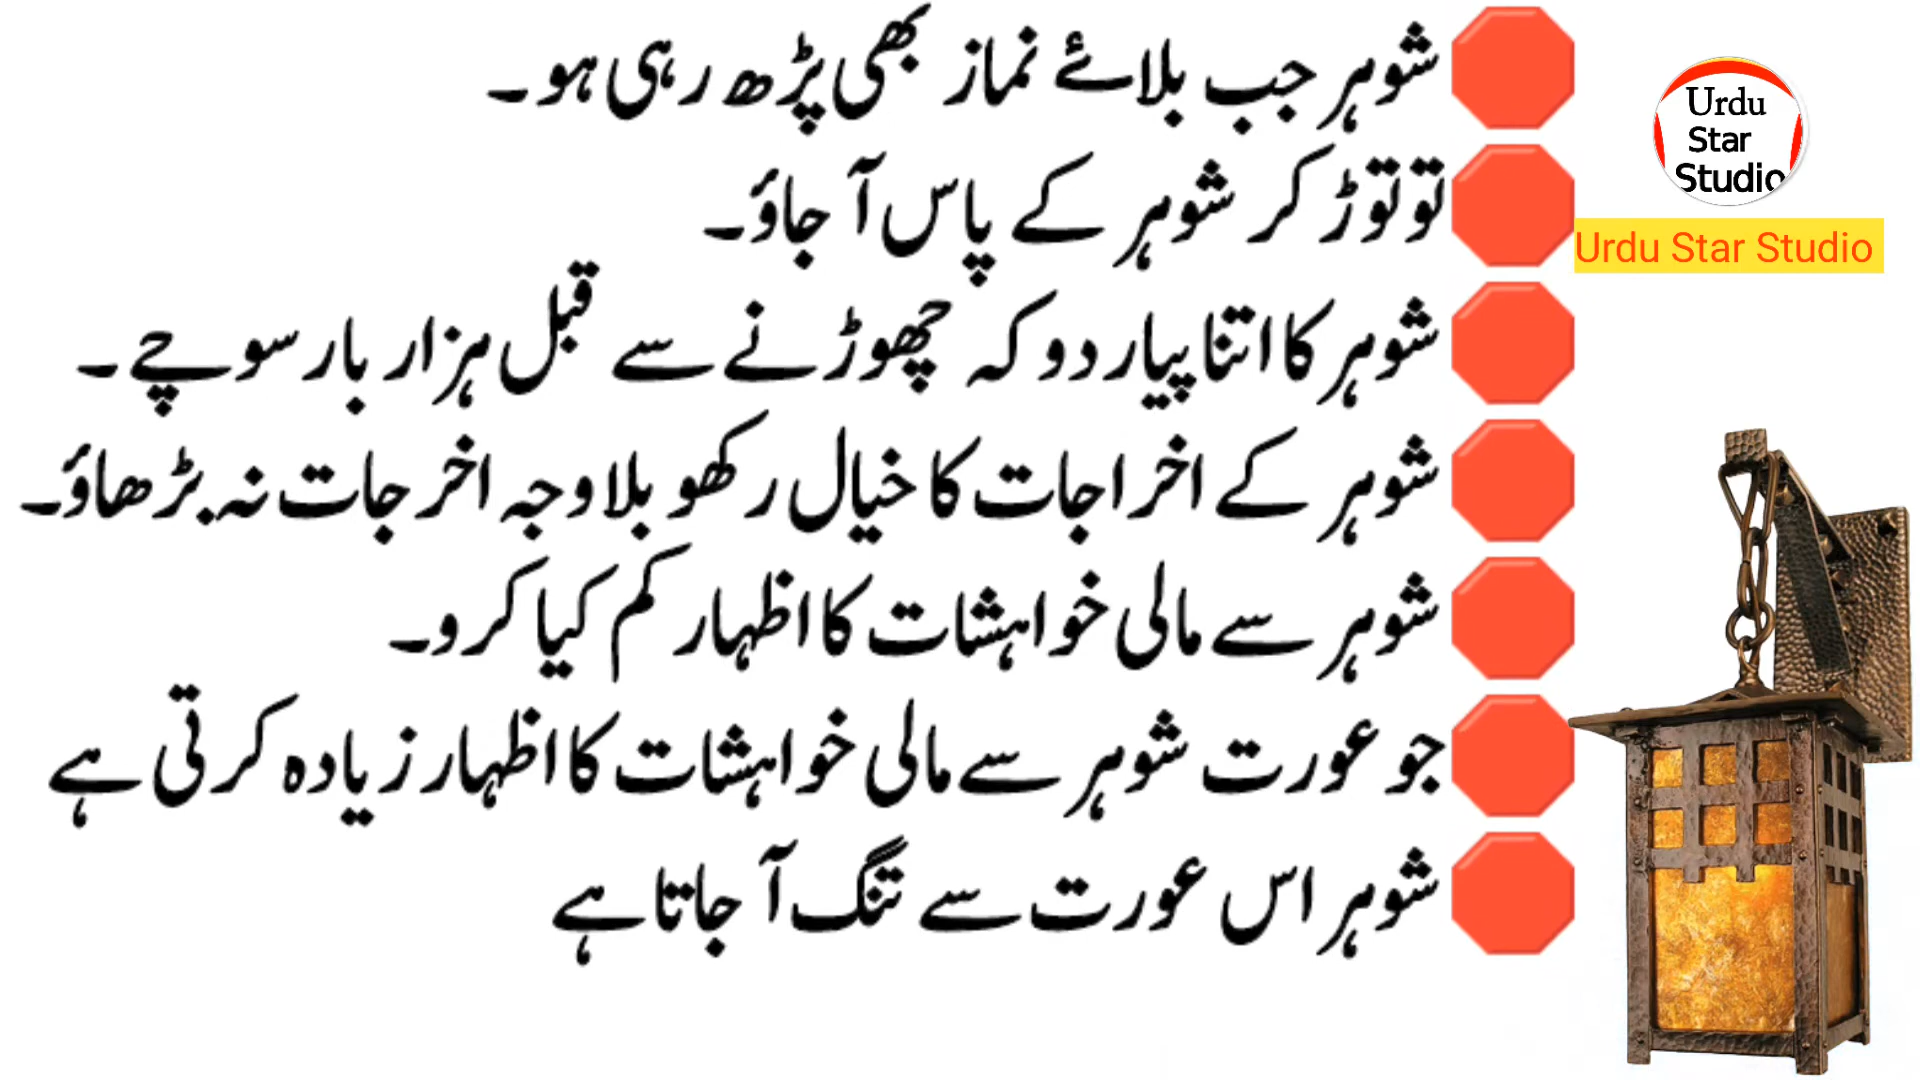 شوہر جب بلائے نماز بھی پڑھ رہی ہو۔
تو توڑ کر شوہر کے پاس آ جاؤ۔
شوہر کا اتنا پیار دو کہ چھوڑنے سے قبل ہزار بار سوچے۔
شوہر کے اخراجات کا خیال رکھو بلا وجہ اخرجات نہ بڑھاؤ۔
شوہر سے مالی خواہشات کا اظہار کم کیا کرو۔
جو عورت شوہر سے مالی خواہشات کا اظہار زیادہ کرتی ہے
شوہر اس عورت سے تنگ آ جاتا ہے
Urdu
Star
Studio
Urdu Star Studio